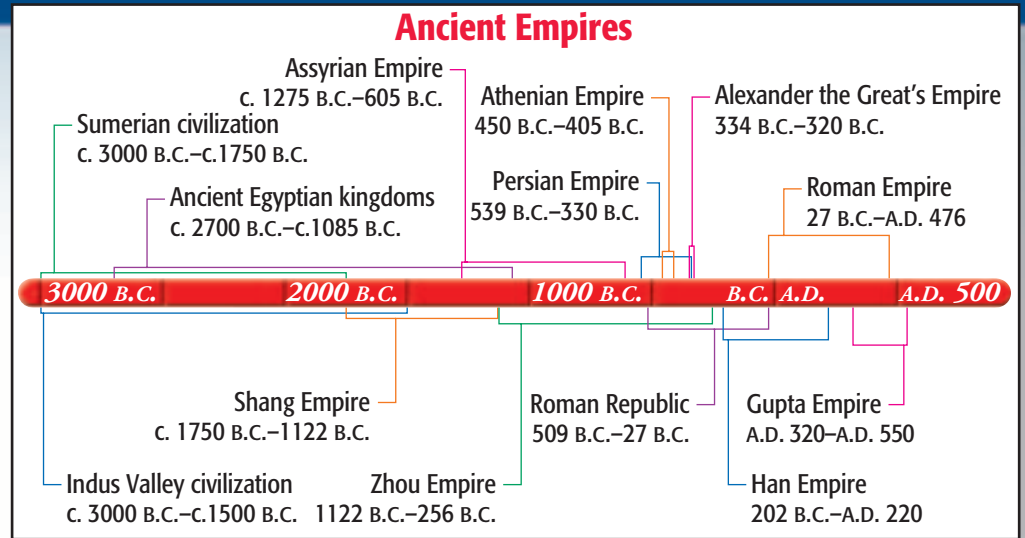 Ancient Empires
Assyrian Empire
c. 1275 B.C.–605 B.C.
Athenian Empire
450 B.C.–405 B.C.
Alexander the Great's Empire
334 B.C.–320 B.C.
Sumerian civilization
c. 3000 B.C.–c.1750 B.C.
Ancient Egyptian kingdoms
c. 2700 B.C.–c.1085 B.C.
Persian Empire
539 B.C.–330 B.C.
Roman Empire
27 B.C.–A.D. 476
3000 B.C. 2000 B.C. 1000 B.C. B.C. A.D. A.D. 500
Shang Empire
c. 1750 B.C.–1122 B.C.
Roman Republic
509 B.C.–27 B.C.
Gupta Empire
A.D. 320–A.D. 550
Indus Valley civilization
c. 3000 B.C.–c.1500 B.C.
Zhou Empire
1122 B.C.–256 B.C.
Han Empire
202 B.C.–A.D. 220